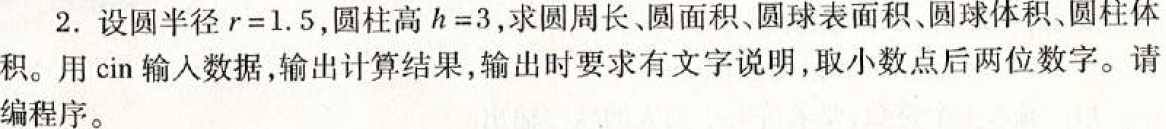 2. 设圆半径 r=1.5,圆柱高 h=3,求圆周长、圆面积、圆球表面积、圆球体积、圆柱体
积。用 cin 输入数据,输出计算结果,输出时要求有文字说明,取小数点后两位数字。请
编程序。